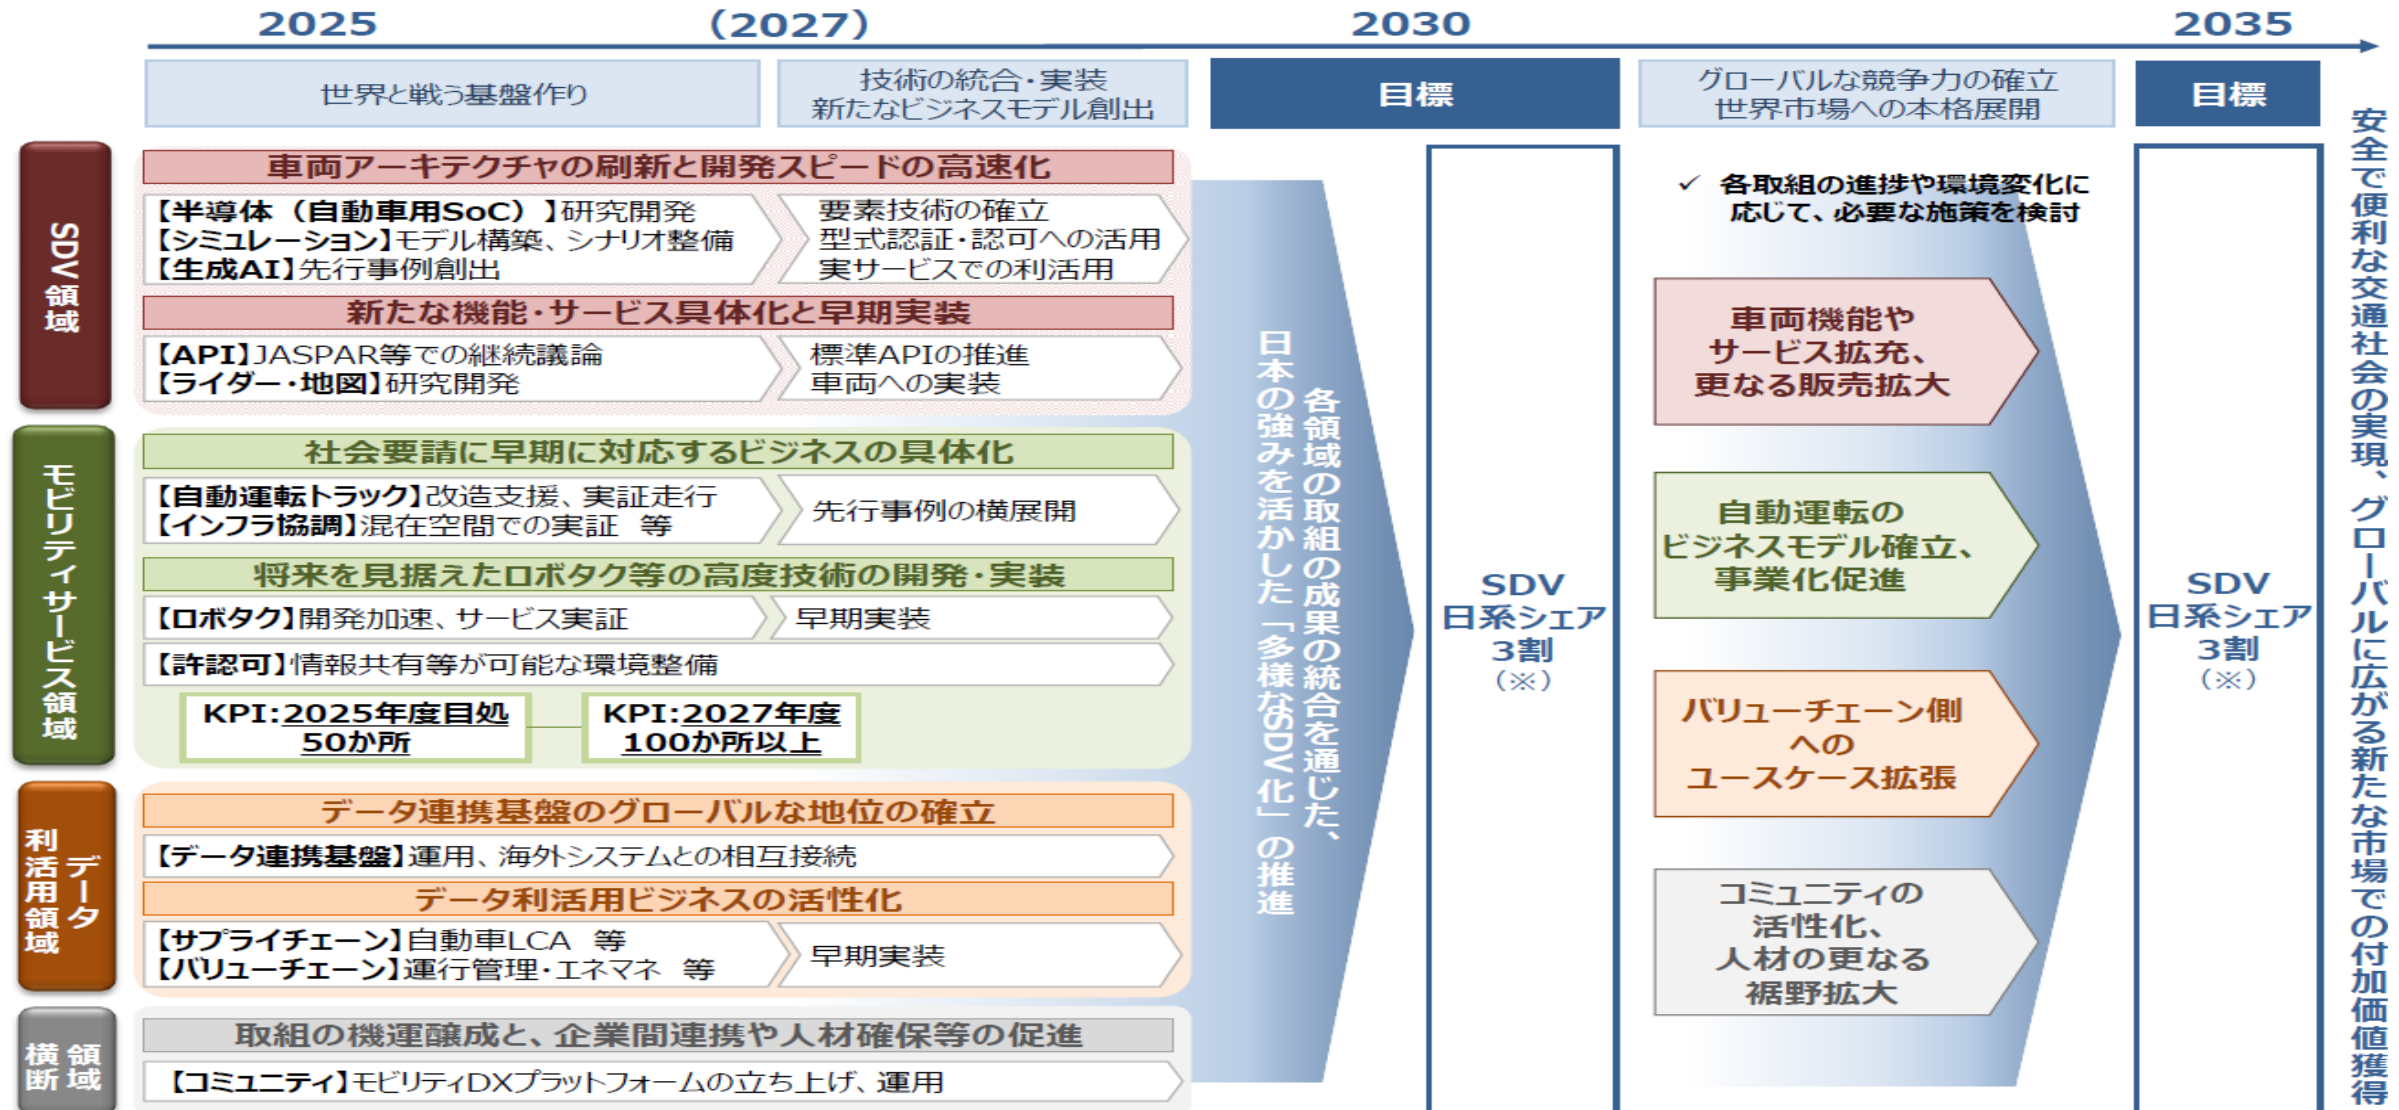 2025
（2027）
2030
2035
世界と戦う基盤作り
技術の統合・実装
新たなビジネスモデル創出
目標
グローバルな競争力の確立
世界市場への本格展開
目標
SDV領域
車両アーキテクチャの刷新と開発スピードの高速化
【半導体（自動車用SoC）】研究開発
【シミュレーション】モデル構築、シナリオ整備
【生成AI】先行事例創出
要素技術の確立
型式認証・認可への活用
実サービスでの利活用
新たな機能・サービス具体化と早期実装
【API】JASPAR等での継続議論
【ライダー・地図】研究開発
標準APIの推進
車両への実装
モビリティサービス領域
社会要請に早期に対応するビジネスの具体化
【自動運転トラック】改造支援、実証走行
【インフラ協調】混在空間での実証　等
先行事例の横展開
将来を見据えたロボタク等の高度技術の開発・実装
【ロボタク】開発加速、サービス実証
早期実装
【許認可】情報共有等が可能な環境整備
KPI:2025年度目処
50か所
KPI:2027年度
100か所以上
データ
利活用領域
データ連携基盤のグローバルな地位の確立
【データ連携基盤】運用、海外システムとの相互接続
データ利活用ビジネスの活性化
【サプライチェーン】自動車LCA　等
【バリューチェーン】運行管理・エネマネ　等
早期実装
領域
横断
取組の機運醸成と、企業間連携や人材確保等の促進
【コミュニティ】モビリティDXプラットフォームの立ち上げ、運用
各領域の取組の成果の統合を通じた、
日本の強みを活かした「多様なSDV化」の推進
SDV
日系シェア
3割
（※）
✓ 各取組の進捗や環境変化に
応じて、必要な施策を検討
車両機能や
サービス拡充、
更なる販売拡大
自動運転の
ビジネスモデル確立、
事業化促進
バリューチェーン側
への
ユースケース拡張
コミュニティの
活性化、
人材の更なる
裾野拡大
SDV
日系シェア
3割
（※）
安全で便利な交通社会の実現、グローバルに広がる新たな市場での付加価値獲得